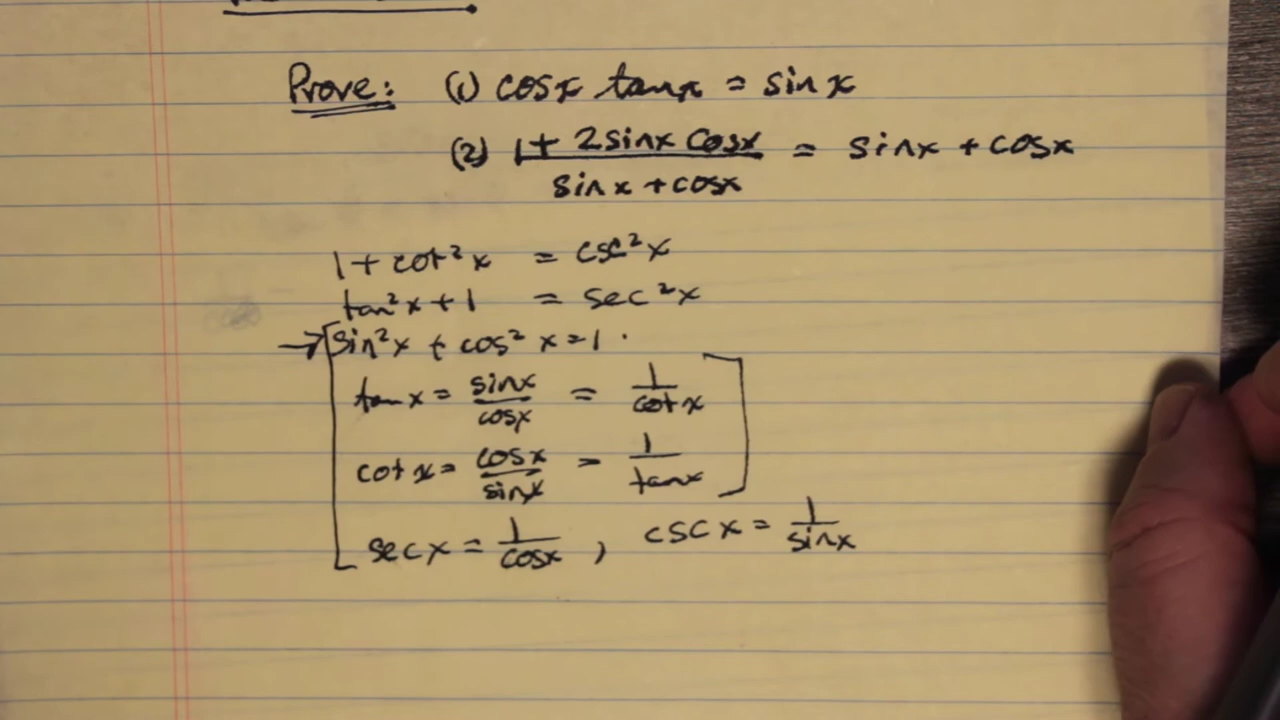 Prove: (1) cosx tanx = sinx
(2) 1 + 2sinx cosx / sinx + cosx = sinx + cosx
1 + cot²x = csc²x
tan²x + 1 = sec²x
→ sin²x + cos²x = 1.
tanx = sinx / cosx = 1 / cotx
cotx = cosx / sinx = 1 / tanx
secx = 1 / cosx , cscx = 1 / sinx